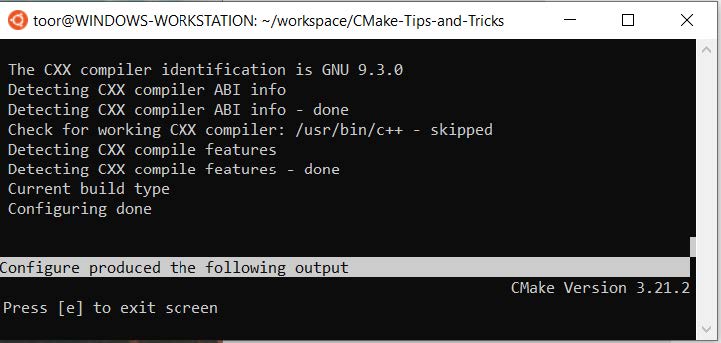 toor@WINDOWS-WORKSTATION: ~/workspace/CMake-Tips-and-Tricks
The CXX compiler identification is GNU 9.3.0
Detecting CXX compiler ABI info
Detecting CXX compiler ABI info - done
Check for working CXX compiler: /usr/bin/c++ - skipped
Detecting CXX compile features
Detecting CXX compile features - done
Current build type
Configuring done
Configure produced the following output
CMake Version 3.21.2
Press [e] to exit screen